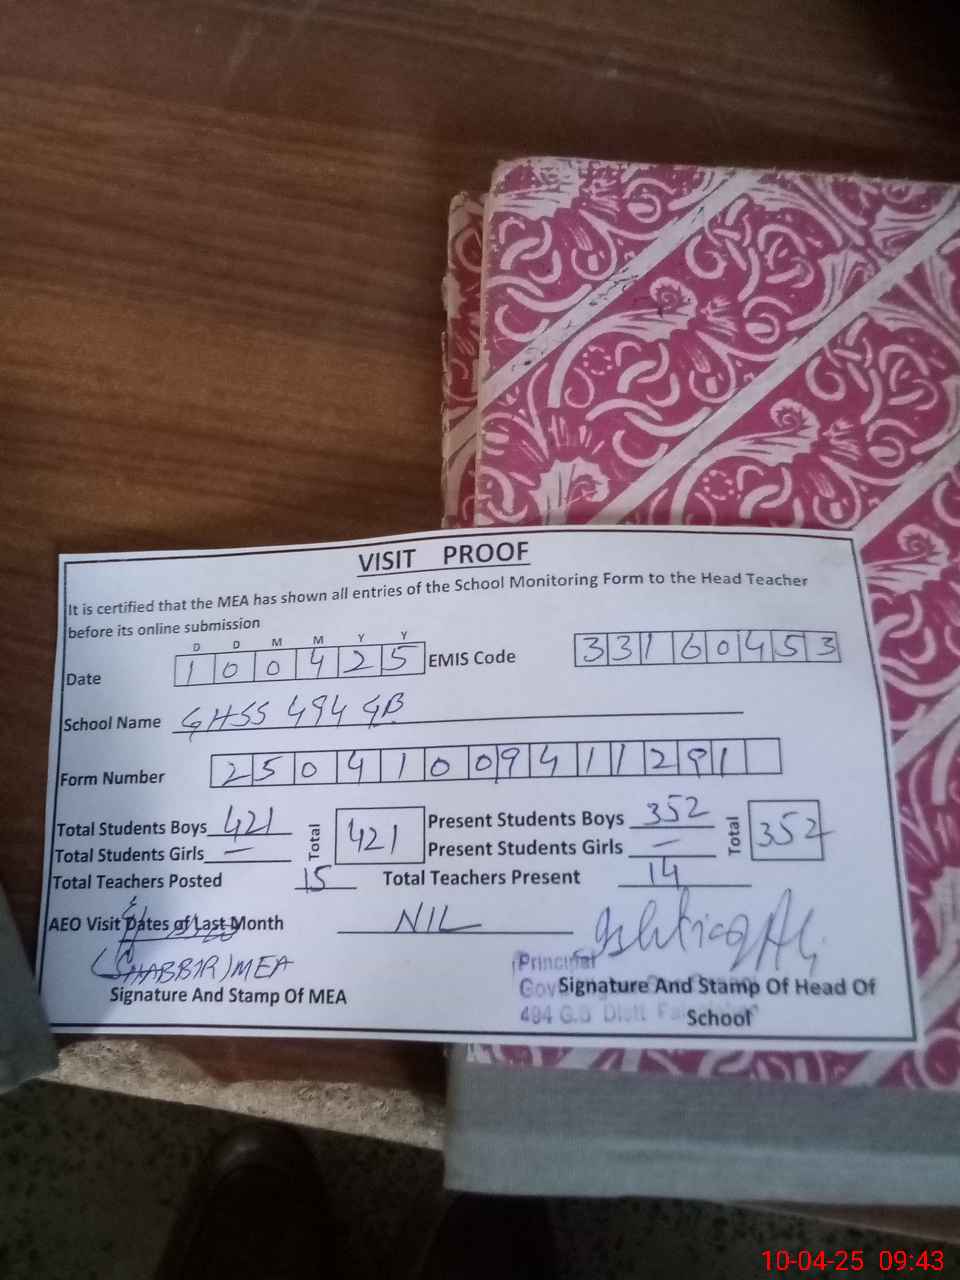 VISIT PROOF
It is certified that the MEA has shown all entries of the School Monitoring Form to the Head Teacher
before its online submission
D D M M Y Y
Date 1 0 0 4 2 5 EMIS Code 3 3 1 6 0 4 5 3
School Name GHSS 494 GB
Form Number 2 5 0 4 1 0 0 9 4 1 1 2 9 1
Total Students Boys 421 Total 421 Present Students Boys 352 Total 352
Total Students Girls — Present Students Girls —
Total Teachers Posted 15 Total Teachers Present 14
AEO Visit Dates of Last Month NIL
(SHABBIR) MEA
Principal
Signature And Stamp Of MEA Signature And Stamp Of Head Of
494 G.B Distt School
10-04-25 09:43